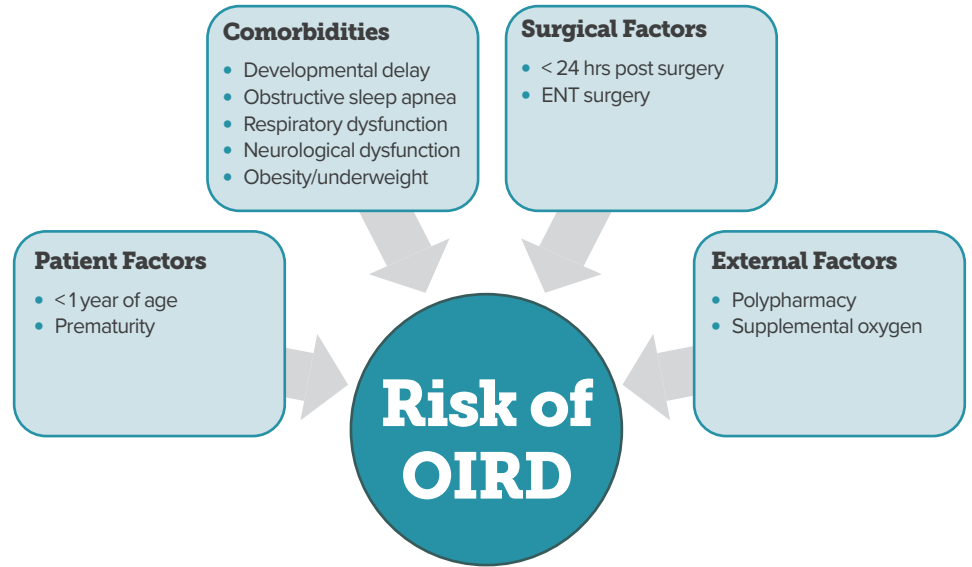 Comorbidities
• Developmental delay
• Obstructive sleep apnea
• Respiratory dysfunction
• Neurological dysfunction
• Obesity/underweight
Surgical Factors
• < 24 hrs post surgery
• ENT surgery
Patient Factors
• < 1 year of age
• Prematurity
External Factors
• Polypharmacy
• Supplemental oxygen
Risk of
OIRD